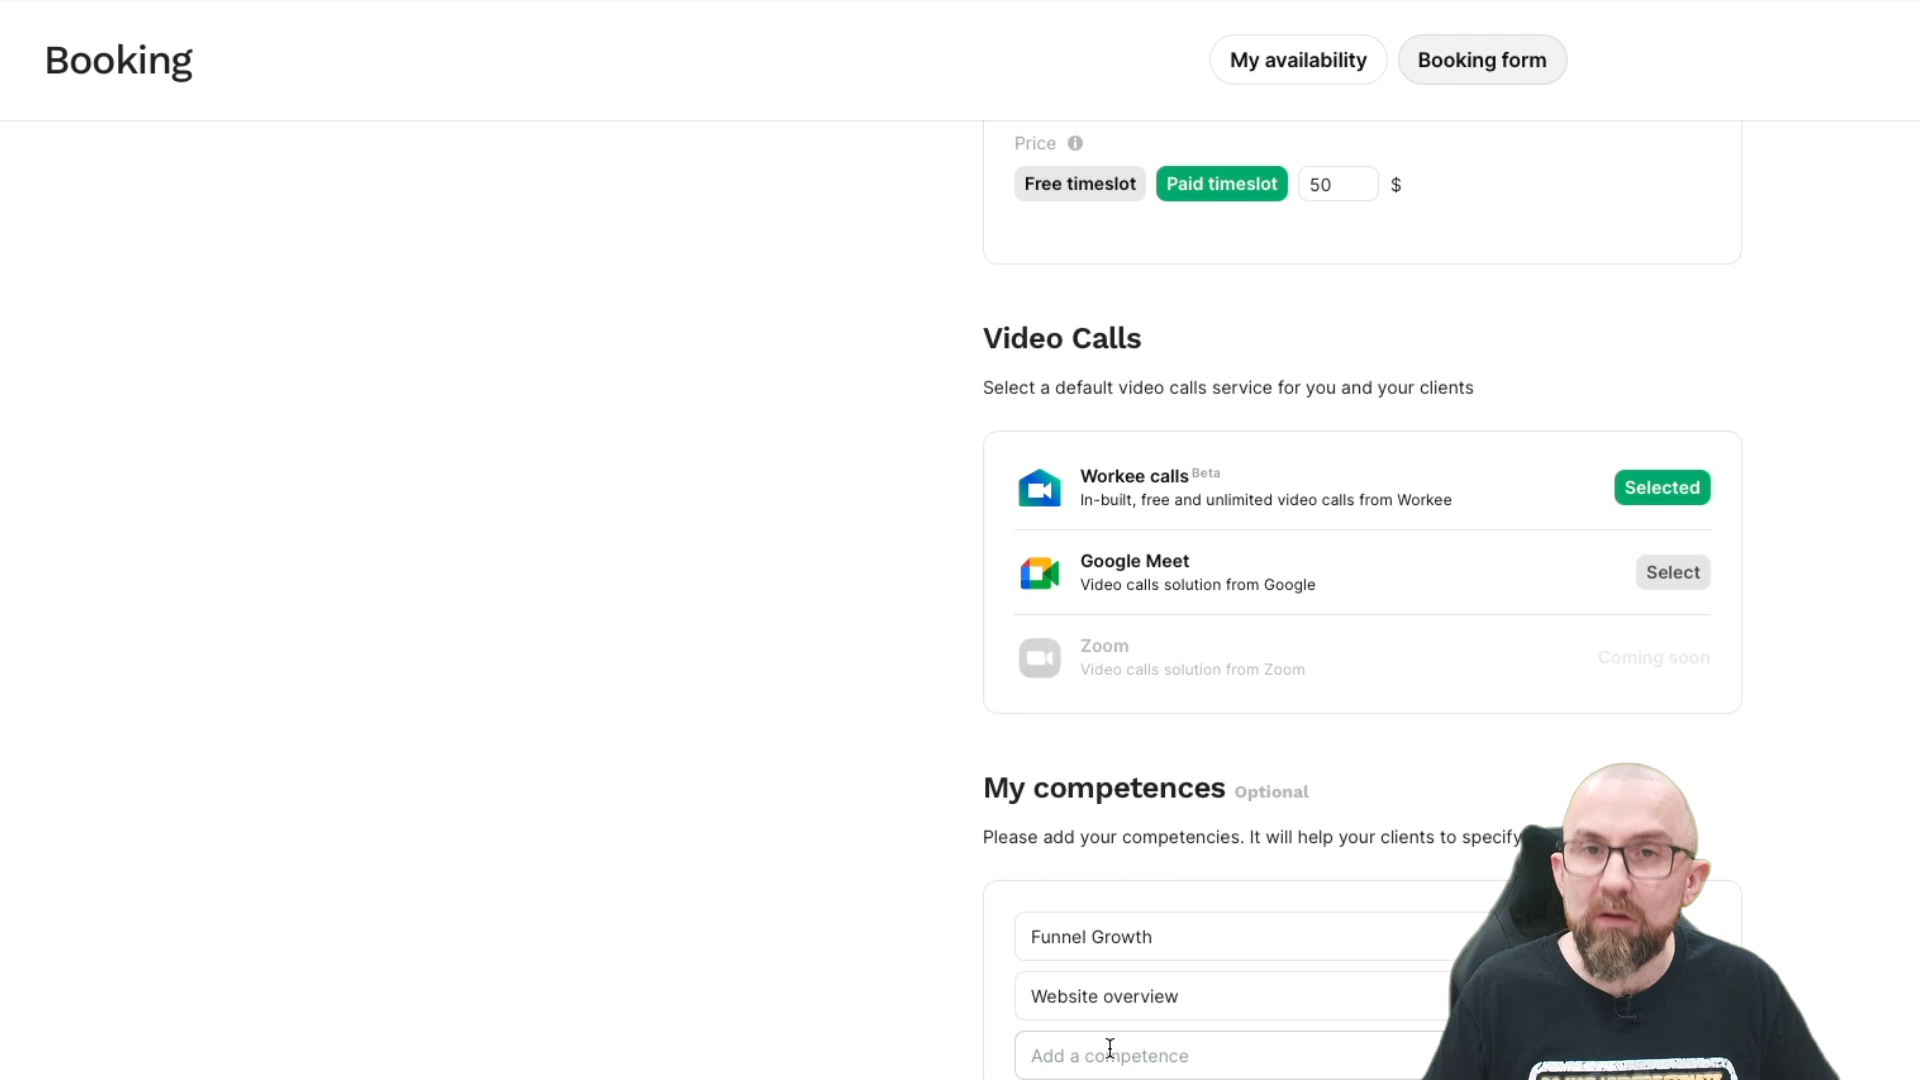 Booking
My availability
Booking form
Price
Free timeslot
Paid timeslot
50
$
Video Calls
Select a default video calls service for you and your clients
Workee calls Beta
In-built, free and unlimited video calls from Workee
Selected
Google Meet
Video calls solution from Google
Select
Zoom
Video calls solution from Zoom
Coming soon
My competences Optional
Please add your competencies. It will help your clients to specify
Funnel Growth
Website overview
Add a competence